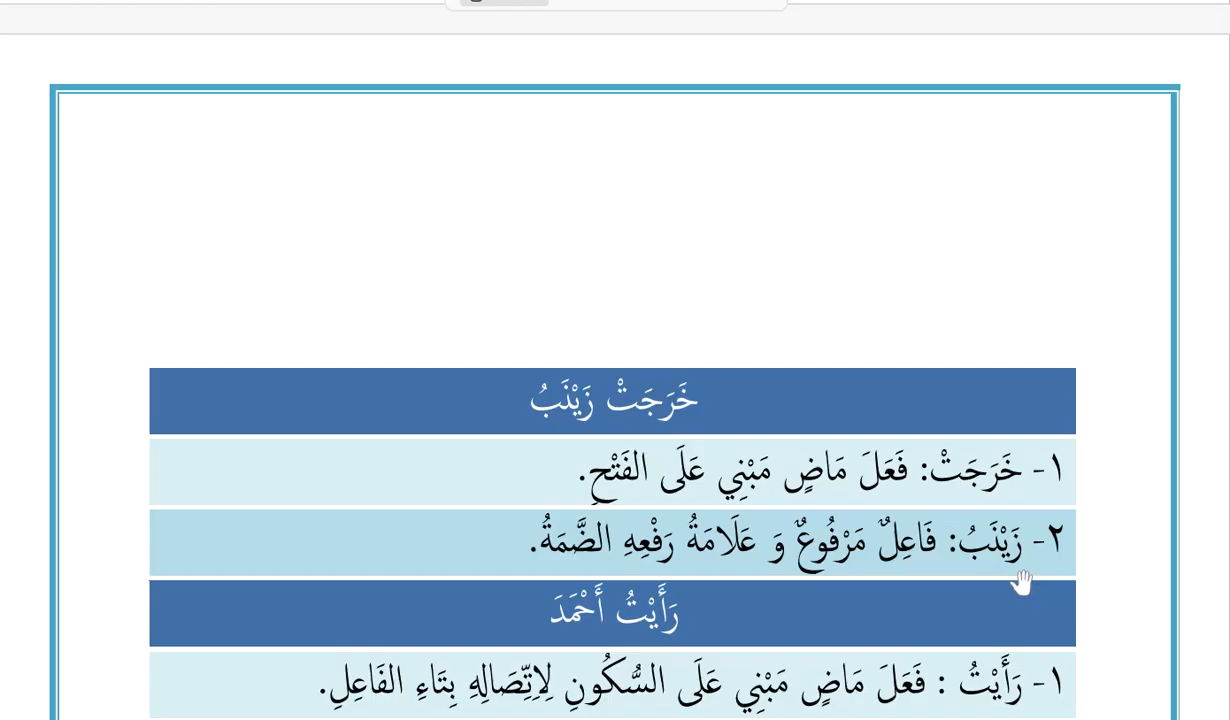 خَرَجَتْ زَيْنَبُ
١- خَرَجَتْ: فَعَلَ مَاضٍ مَبْنِي عَلَى الفَتْحِ.
٢- زَيْنَبُ: فَاعِلٌ مَرْفُوعٌ وَ عَلَامَةُ رَفْعِهِ الضَّمَةُ.
رَأَيْتُ أَحْمَدَ
١- رَأَيْتُ : فَعَلَ مَاضٍ مَبْنِي عَلَى السُّكُونِ لِاِتِّصَالِهِ بِتَاءِ الفَاعِلِ.